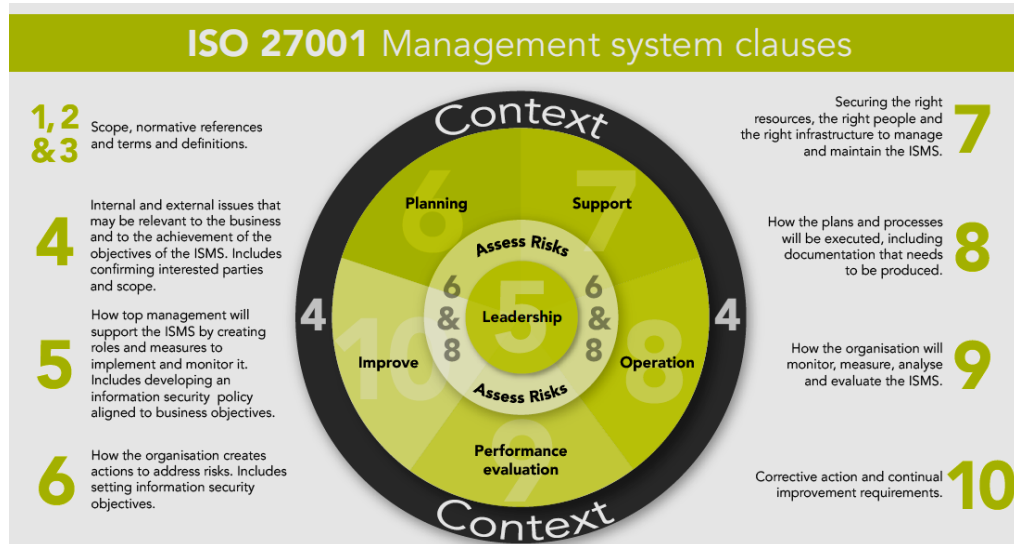 ISO 27001 Management system clauses
1, 2
& 3
Scope, normative references
and terms and definitions.
4
Internal and external issues that
may be relevant to the business
and to the achievement of the
objectives of the ISMS. Includes
confirming interested parties
and scope.
5
How top management will
support the ISMS by creating
roles and measures to
implement and monitor it.
Includes developing an
information security policy
aligned to business objectives.
6
How the organisation creates
actions to address risks. Includes
setting information security
objectives.
Context
4
4
6
Planning
7
Support
Assess Risks
6
&
8
5
Leadership
6
&
8
Assess Risks
10
Improve
8
Operation
9
Performance
evaluation
Context
Securing the right
resources, the right people and
the right infrastructure to manage
and maintain the ISMS.
7
How the plans and processes
will be executed, including
documentation that needs
to be produced.
8
How the organisation will
monitor, measure, analyse
and evaluate the ISMS.
9
Corrective action and continual
improvement requirements.
10